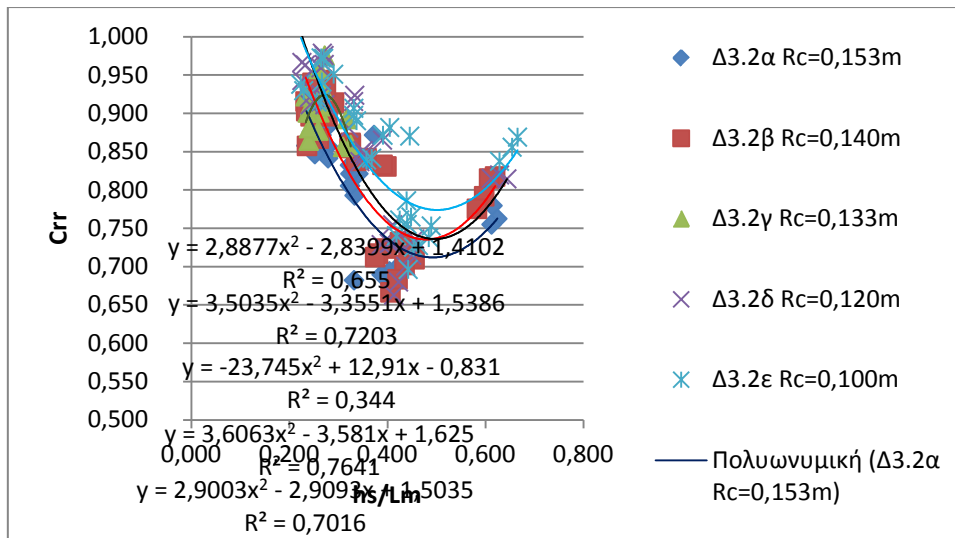 1,000
0,950
0,900
0,850
0,800
0,750
0,700
0,650
0,600
0,550
0,500
Crr
y = 2,8877x² - 2,8399x + 1,4102
R² = 0,655
y = 3,5035x² - 3,3551x + 1,5386
R² = 0,7203
y = -23,745x² + 12,91x - 0,831
R² = 0,344
y = 3,6063x² - 3,581x + 1,625
R² = 0,7641
y = 2,9003x² - 2,9093x + 1,5035
R² = 0,7016
0,000 0,200 0,400 0,600 0,800
hs/Lm
Δ3.2α Rc=0,153m
Δ3.2β Rc=0,140m
Δ3.2γ Rc=0,133m
Δ3.2δ Rc=0,120m
Δ3.2ε Rc=0,100m
Πολυωνυμική (Δ3.2α
Rc=0,153m)